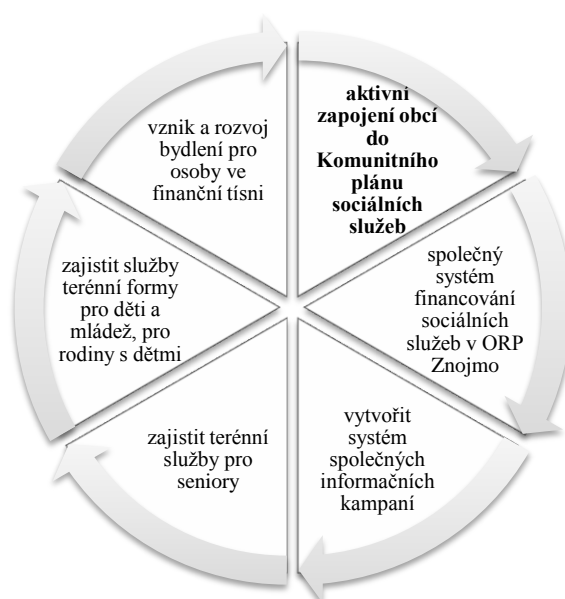 aktivní
zapojení obcí
do
Komunitního
plánu
sociálních
služeb
společný
systém
financování
sociálních
služeb v ORP
Znojmo
vytvořit
systém
společných
informačních
kampaní
zajistit terénní
služby pro
seniory
zajistit služby
terénní formy
pro děti a
mládež, pro
rodiny s dětmi
vznik a rozvoj
bydlení pro
osoby ve
finanční tísni